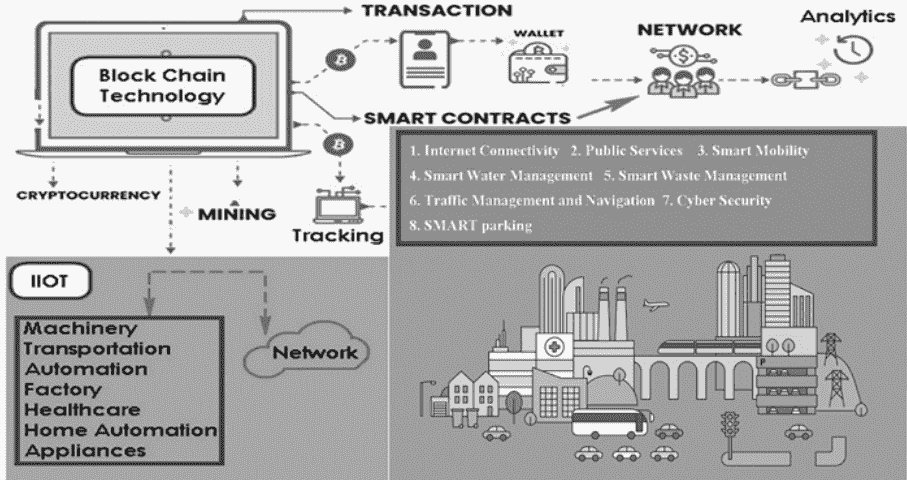 TRANSACTION
Analytics
WALLET
NETWORK
Block Chain
Technology
SMART CONTRACTS
CRYPTOCURRENCY
MINING
Tracking
1. Internet Connectivity 2. Public Services 3. Smart Mobility
4. Smart Water Management 5. Smart Waste Management
6. Traffic Management and Navigation 7. Cyber Security
8. SMART parking
IIOT
Machinery
Transportation
Automation
Factory
Healthcare
Home Automation
Appliances
Network
P